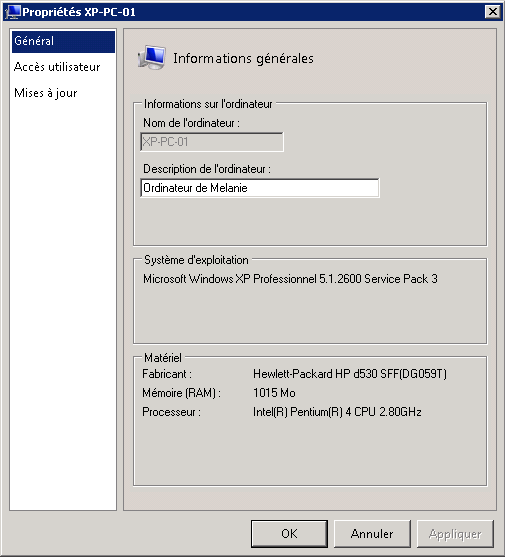 Propriétés XP-PC-01
Général
Accès utilisateur
Mises à jour
Informations générales
Informations sur l'ordinateur
Nom de l'ordinateur :
XP-PC-01
Description de l'ordinateur :
Ordinateur de Melanie
Système d'exploitation
Microsoft Windows XP Professionnel 5.1.2600 Service Pack 3
Matériel
Fabricant : Hewlett-Packard HP d530 SFF(DG059T)
Mémoire (RAM) : 1015 Mo
Processeur : Intel(R) Pentium(R) 4 CPU 2.80GHz
OK Annuler Appliquer